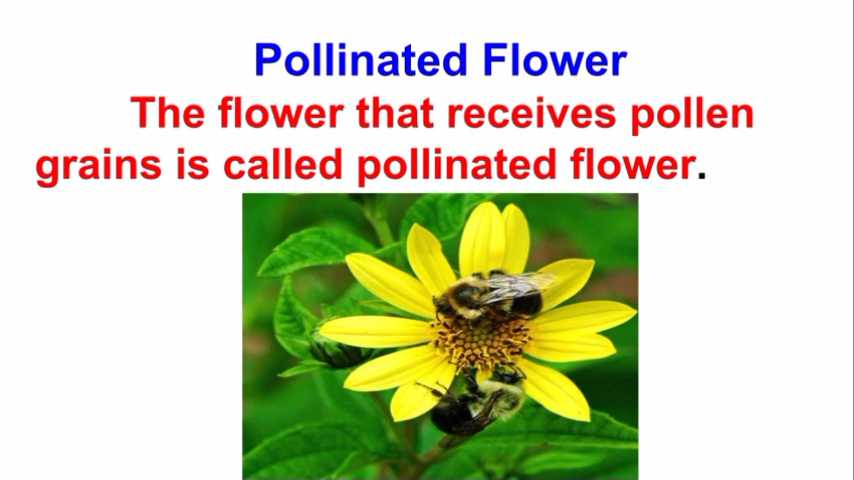 Pollinated Flower
The flower that receives pollen
grains is called pollinated flower.